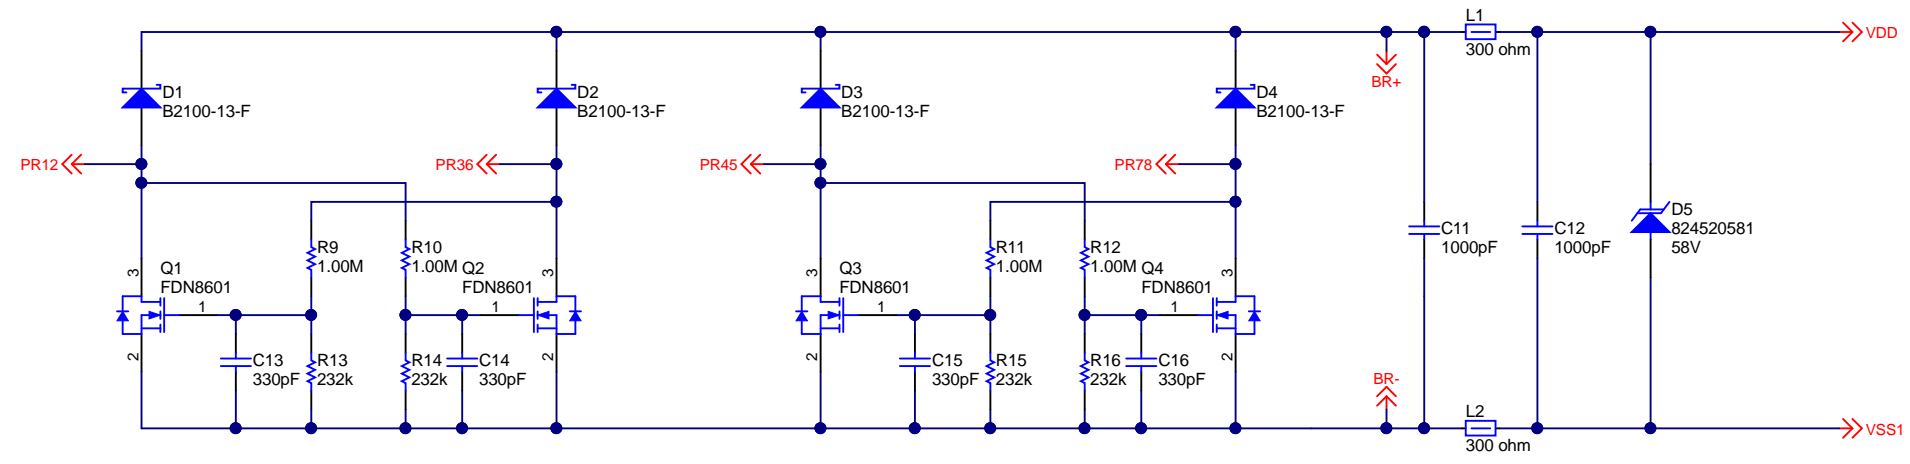 L1
300 ohm
VDD
BR+
D1
B2100-13-F
D2
B2100-13-F
D3
B2100-13-F
D4
B2100-13-F
PR12
PR36
PR45
PR78
D5
824520581
58V
C11
1000pF
C12
1000pF
R9
1.00M
R10
1.00M
R11
1.00M
R12
1.00M
Q1
FDN8601
3
1
2
Q2
FDN8601
3
1
2
Q3
FDN8601
3
1
2
Q4
FDN8601
3
1
2
C13
330pF
R13
232k
R14
232k
C14
330pF
C15
330pF
R15
232k
R16
232k
C16
330pF
BR-
L2
300 ohm
VSS1